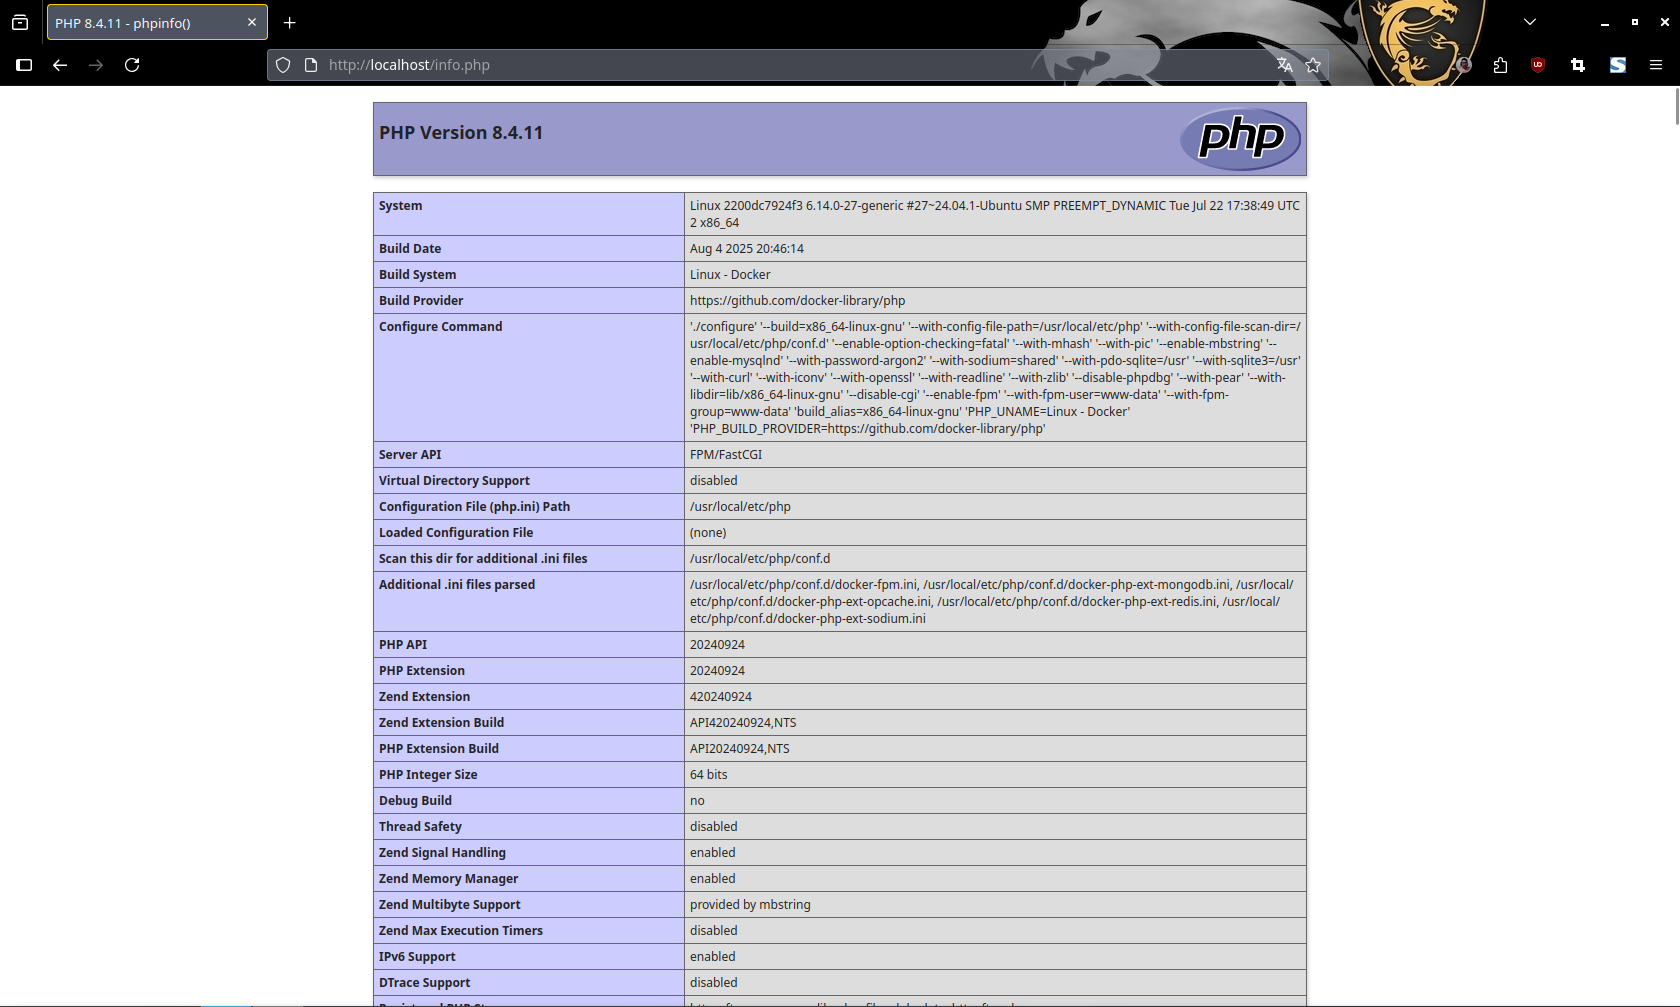 PHP 8.4.11 - phpinfo()
http://localhost/info.php
PHP Version 8.4.11
php
System
Linux 2200dc7924f3 6.14.0-27-generic #27~24.04.1-Ubuntu SMP PREEMPT_DYNAMIC Tue Jul 22 17:38:49 UTC
2 x86_64
Build Date
Aug 4 2025 20:46:14
Build System
Linux - Docker
Build Provider
https://github.com/docker-library/php
Configure Command
'./configure' '--build=x86_64-linux-gnu' '--with-config-file-path=/usr/local/etc/php' '--with-config-file-scan-dir=/
usr/local/etc/php/conf.d' '--enable-option-checking=fatal' '--with-mhash' '--with-pic' '--enable-mbstring' '--
enable-mysqlnd' '--with-password-argon2' '--with-sodium=shared' '--with-pdo-sqlite=/usr' '--with-sqlite3=/usr'
'--with-curl' '--with-iconv' '--with-openssl' '--with-readline' '--with-zlib' '--disable-phpdbg' '--with-pear' '--with-
libdir=lib/x86_64-linux-gnu' '--disable-cgi' '--enable-fpm' '--with-fpm-user=www-data' '--with-fpm-
group=www-data' 'build_alias=x86_64-linux-gnu' 'PHP_UNAME=Linux - Docker'
'PHP_BUILD_PROVIDER=https://github.com/docker-library/php'
Server API
FPM/FastCGI
Virtual Directory Support
disabled
Configuration File (php.ini) Path
/usr/local/etc/php
Loaded Configuration File
(none)
Scan this dir for additional .ini files
/usr/local/etc/php/conf.d
Additional .ini files parsed
/usr/local/etc/php/conf.d/docker-fpm.ini, /usr/local/etc/php/conf.d/docker-php-ext-mongodb.ini, /usr/local/
etc/php/conf.d/docker-php-ext-opcache.ini, /usr/local/etc/php/conf.d/docker-php-ext-redis.ini, /usr/local/
etc/php/conf.d/docker-php-ext-sodium.ini
PHP API
20240924
PHP Extension
20240924
Zend Extension
420240924
Zend Extension Build
API420240924,NTS
PHP Extension Build
API20240924,NTS
PHP Integer Size
64 bits
Debug Build
no
Thread Safety
disabled
Zend Signal Handling
enabled
Zend Memory Manager
enabled
Zend Multibyte Support
provided by mbstring
Zend Max Execution Timers
disabled
IPv6 Support
enabled
DTrace Support
disabled